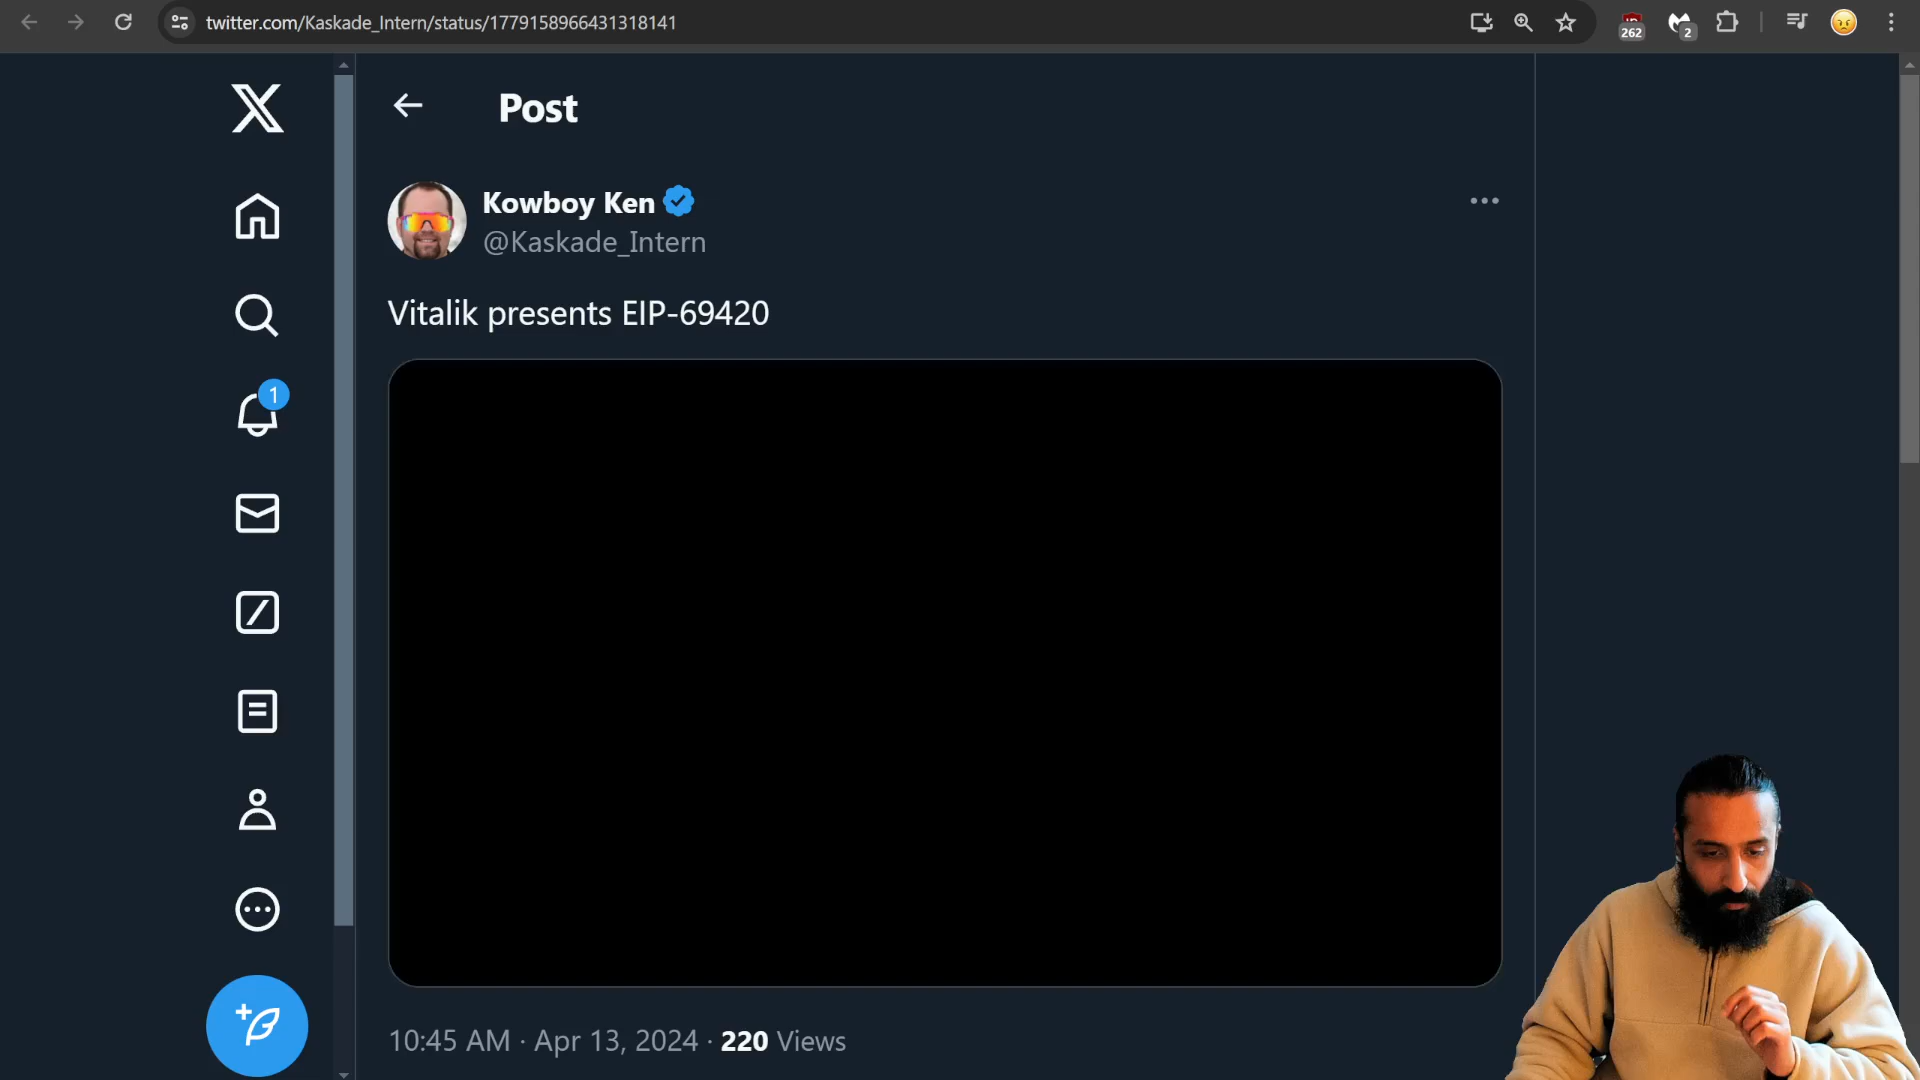 twitter.com/Kaskade_Intern/status/1779158966431318141
262
2
Post
Kowboy Ken
@Kaskade_Intern
Vitalik presents EIP-69420
1
10:45 AM · Apr 13, 2024 · 220 Views